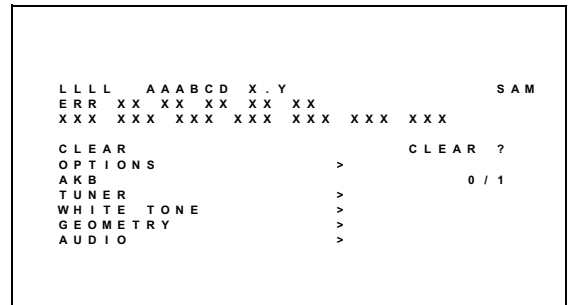 LLLL AAABCD X.Y SAM
ERR XX XX XX XX XX
XXX XXX XXX XXX XXX XXX XXX
CLEAR CLEAR ?
OPTIONS >
AKB 0/1
TUNER >
WHITE TONE >
GEOMETRY >
AUDIO >